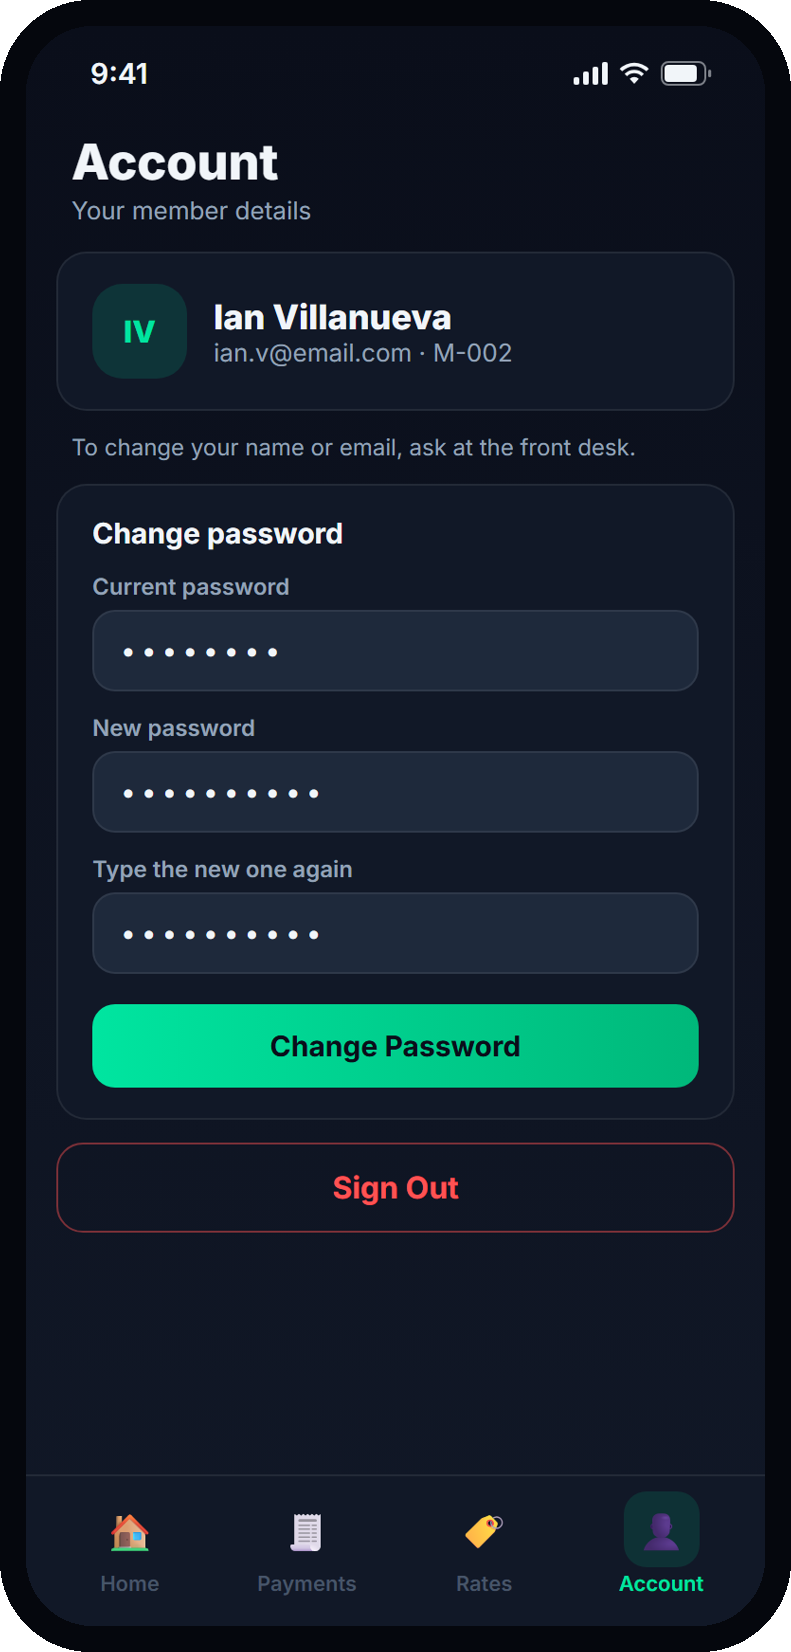 9:41
Account
Your member details
IV
Ian Villanueva
ian.v@email.com · M-002
To change your name or email, ask at the front desk.
Change password
Current password
••••••••
New password
••••••••••
Type the new one again
••••••••••
Change Password
Sign Out
Home
Payments
Rates
Account